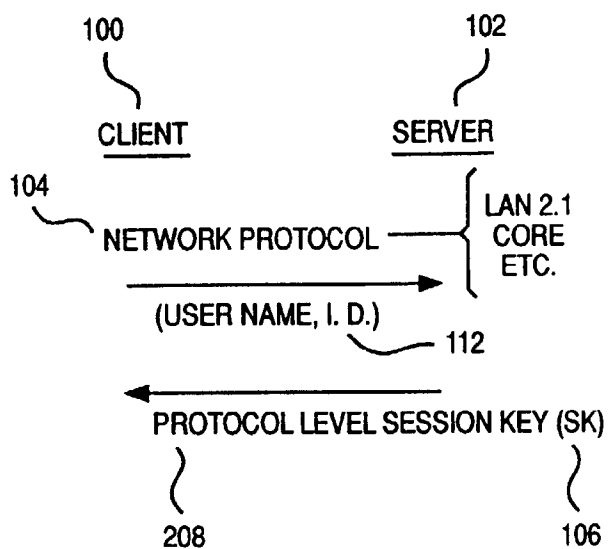 100
102
CLIENT
SERVER
104
NETWORK PROTOCOL
LAN 2.1
CORE
ETC.
(USER NAME, I. D.)
112
PROTOCOL LEVEL SESSION KEY (SK)
208
106